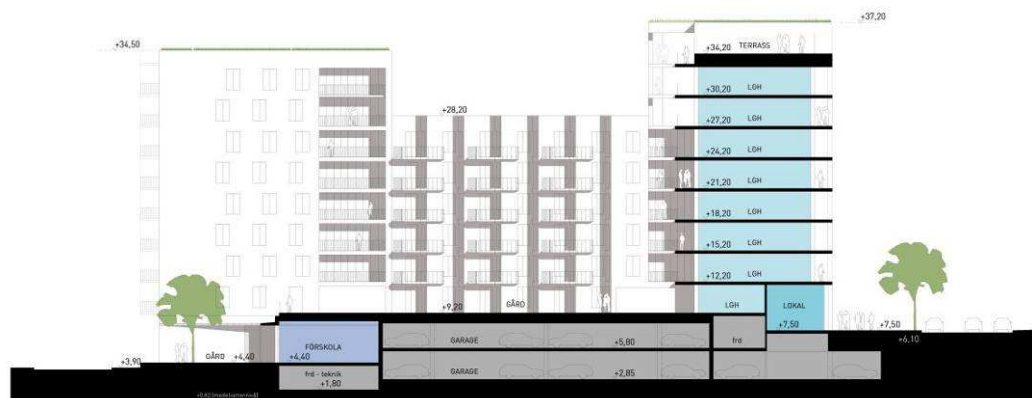 +37,20
+34,50
+34,20 TERRASS
+30,20 LGH
+28,20
+27,20 LGH
+24,20 LGH
+21,20 LGH
+18,20 LGH
+15,20 LGH
+12,20 LGH
+9,20 GÅRD LGH LOKAL
+7,50 +7,50
FÖRSKOLA GARAGE +5,80 frd +6,10
+3,90 GÅRD +4,40 +4,40
frd - teknik GARAGE +2,85
+1,80